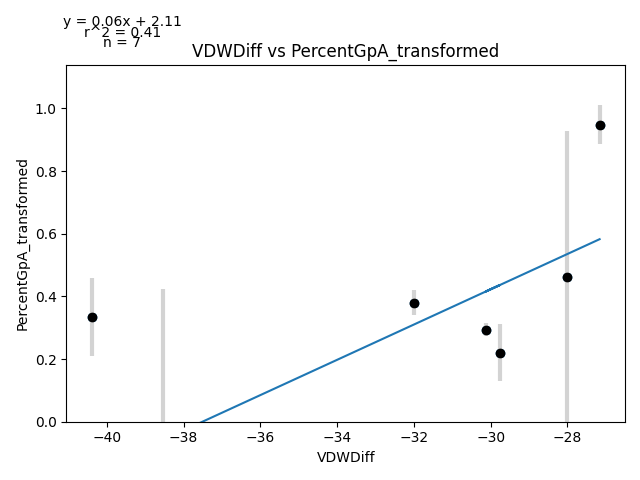 y = 0.06x + 2.11
r^2 = 0.41
n = 7
VDWDiff vs PercentGpA_transformed
PercentGpA_transformed
1.0
0.8
0.6
0.4
0.2
0.0
−40 −38 −36 −34 −32 −30 −28
VDWDiff